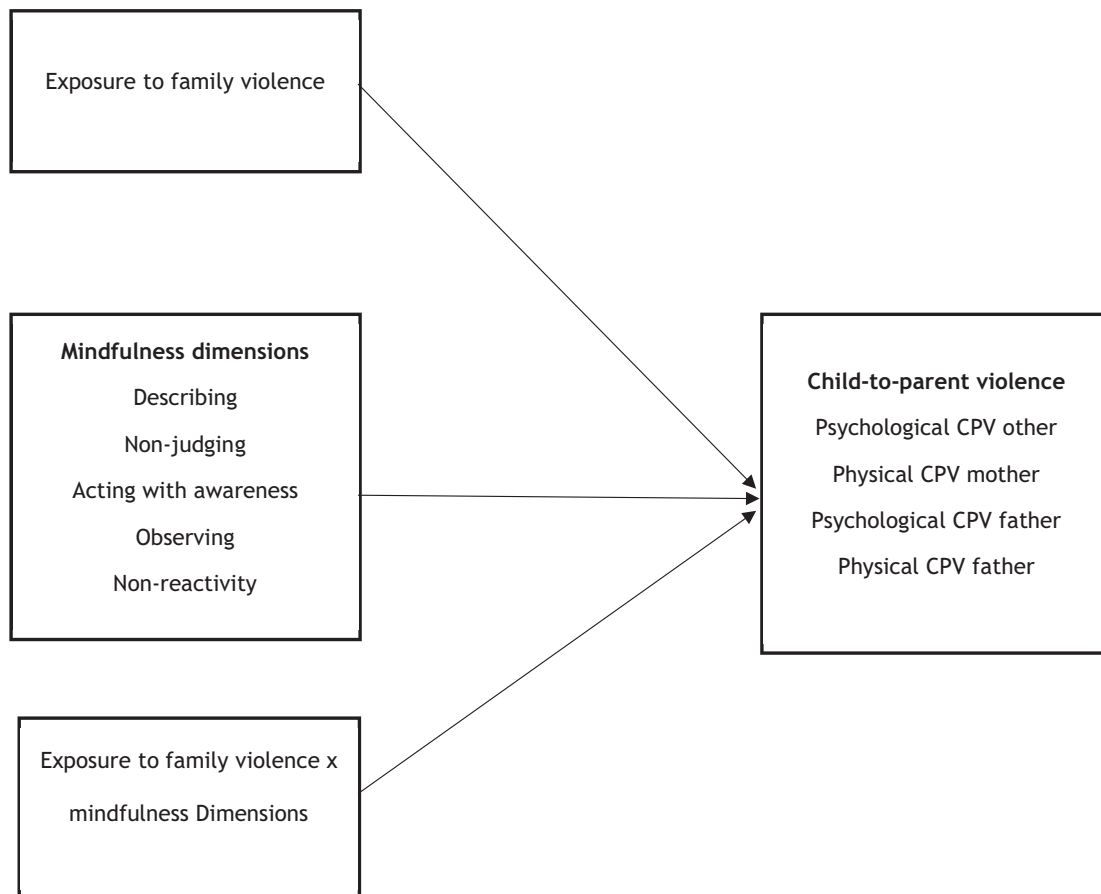 Exposure to family violence
Mindfulness dimensions
Describing
Non-judging
Acting with awareness
Observing
Non-reactivity
Exposure to family violence x
mindfulness Dimensions
Child-to-parent violence
Psychological CPV other
Physical CPV mother
Psychological CPV father
Physical CPV father